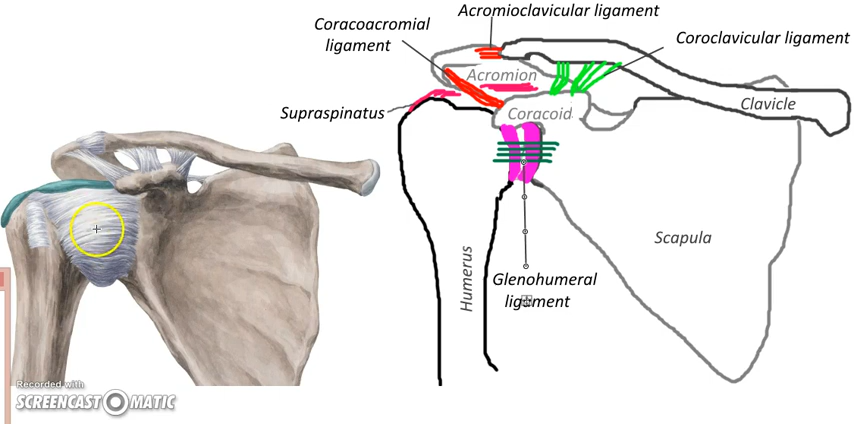 Acromioclavicular ligament
Coracoacromial
ligament
Coroclavicular ligament
Acromion
Supraspinatus
Coracoid
Clavicle
Scapula
Humerus
Glenohumeral
ligament
Recorded with
SCREENCAST O MATIC